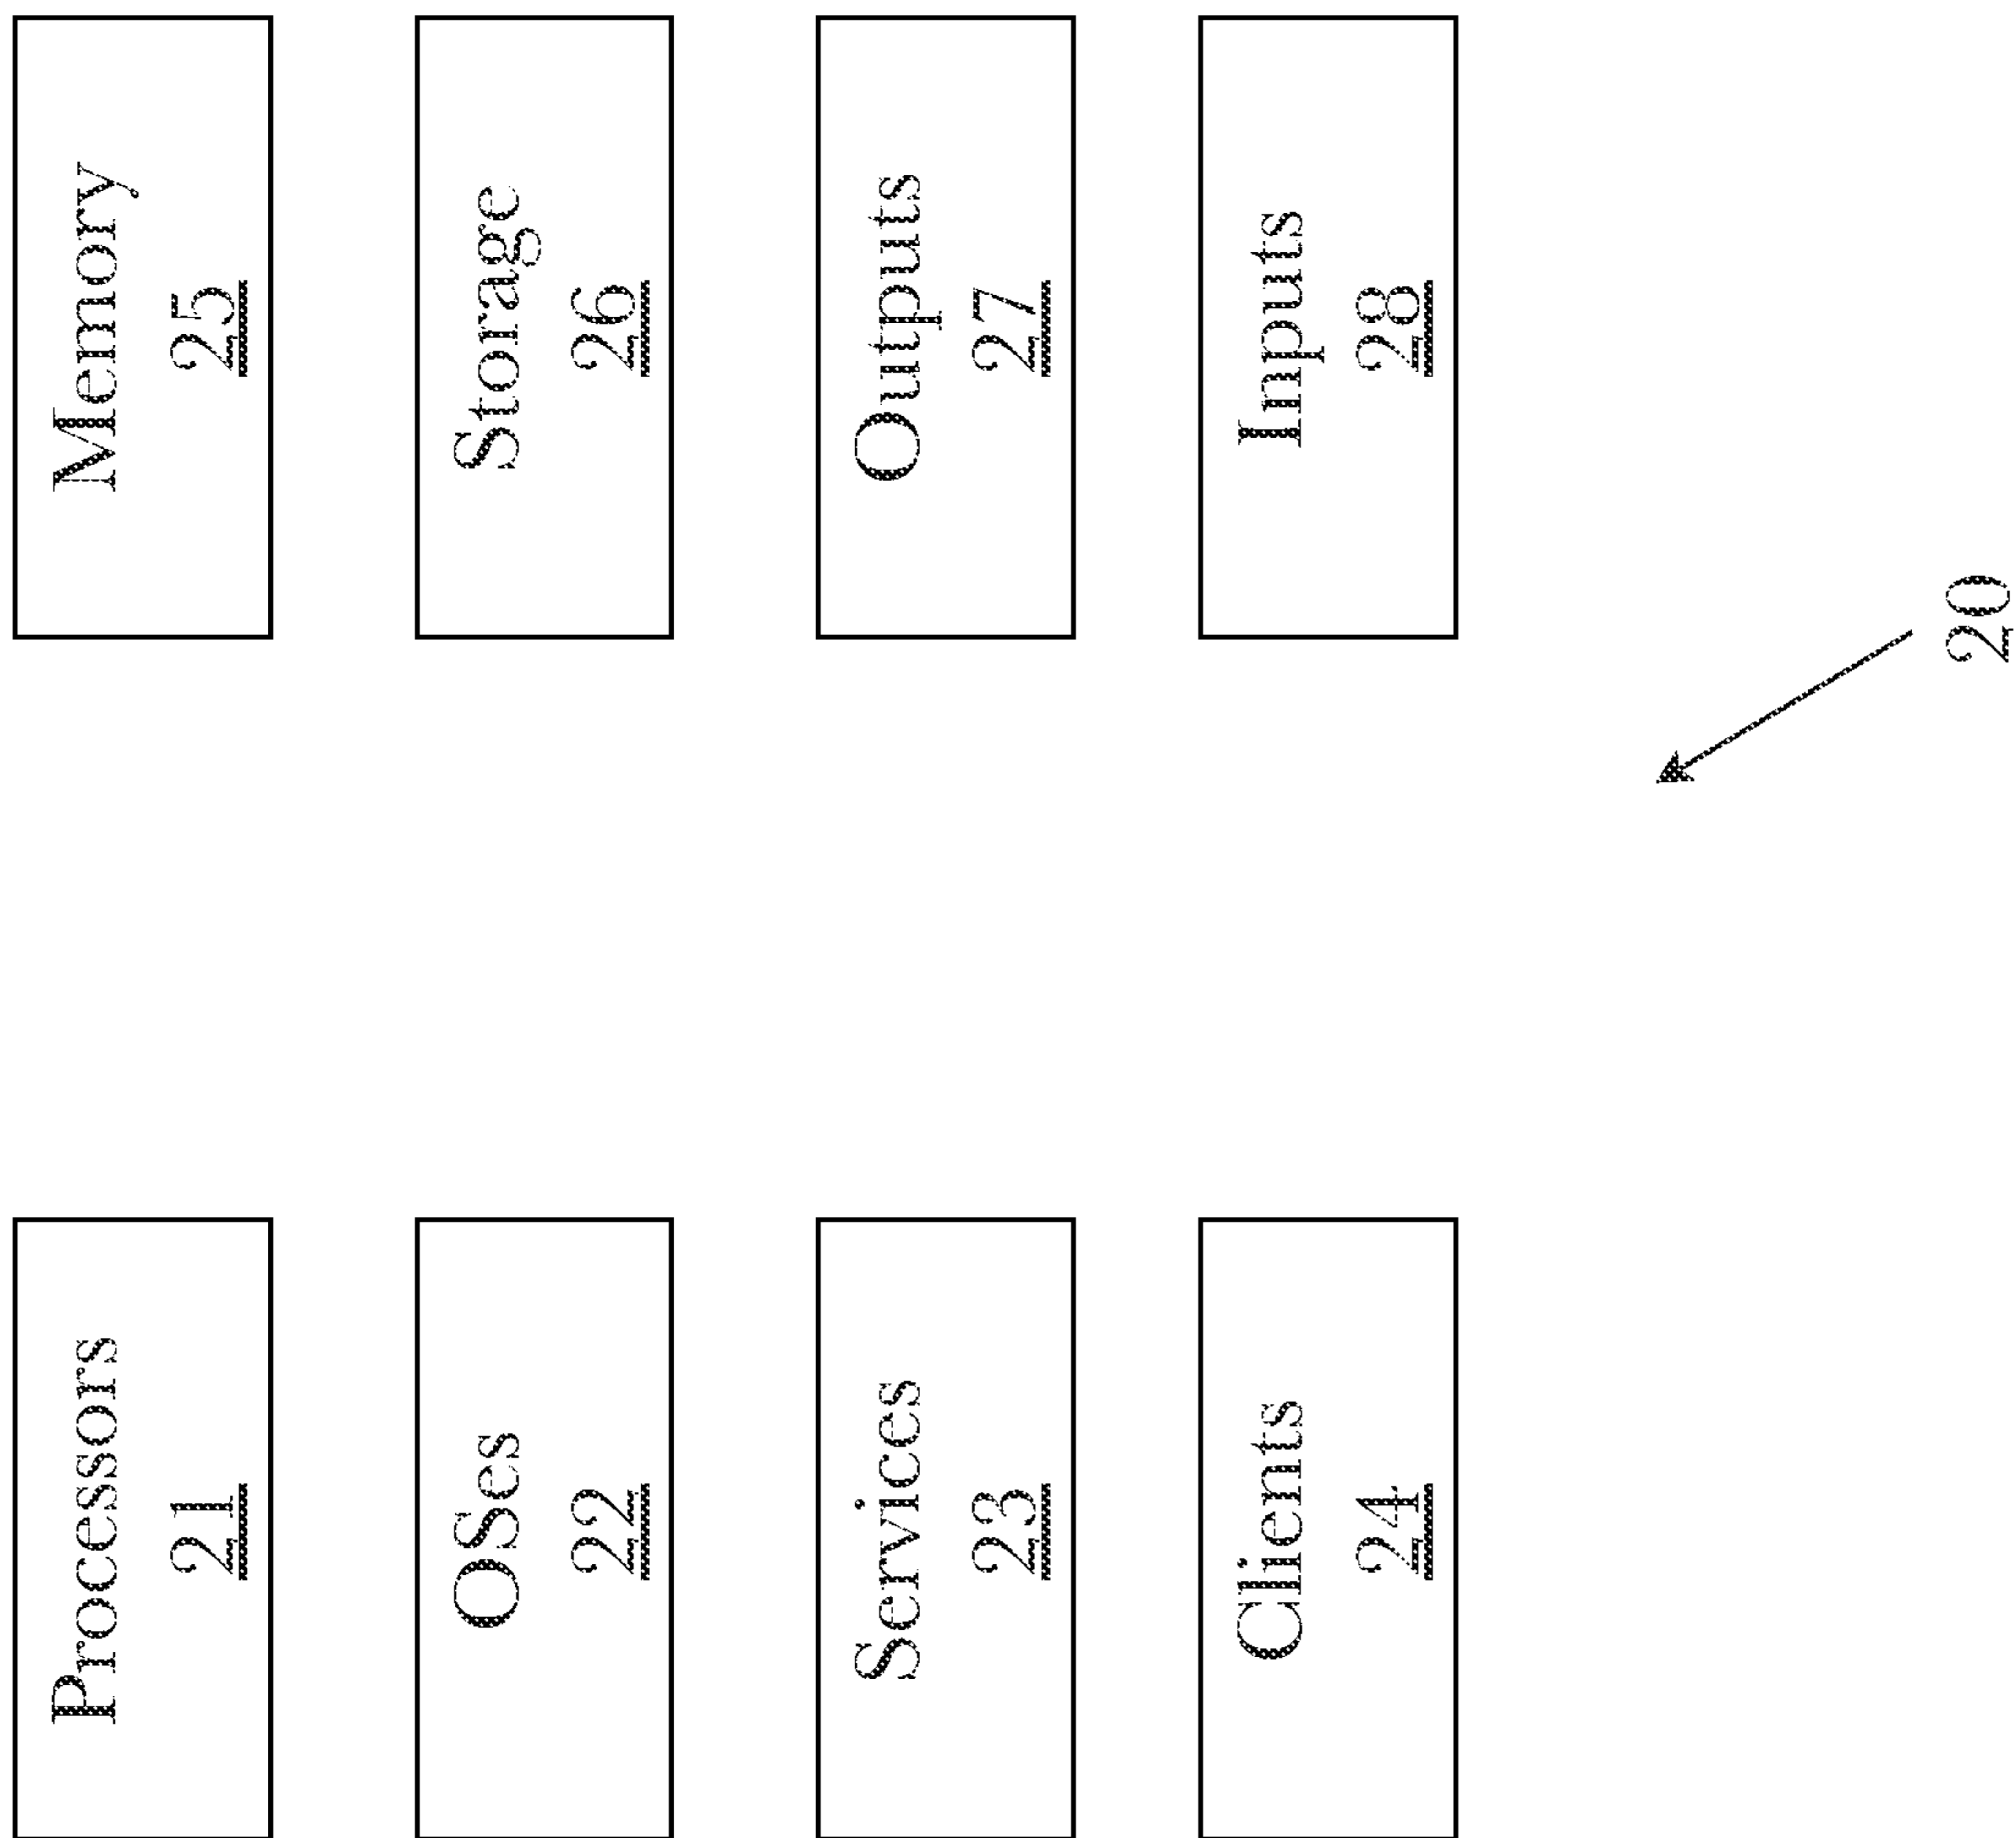 Processors
21
OSes
22
Services
23
Clients
24
Memory
25
Storage
26
Outputs
27
Inputs
28
20